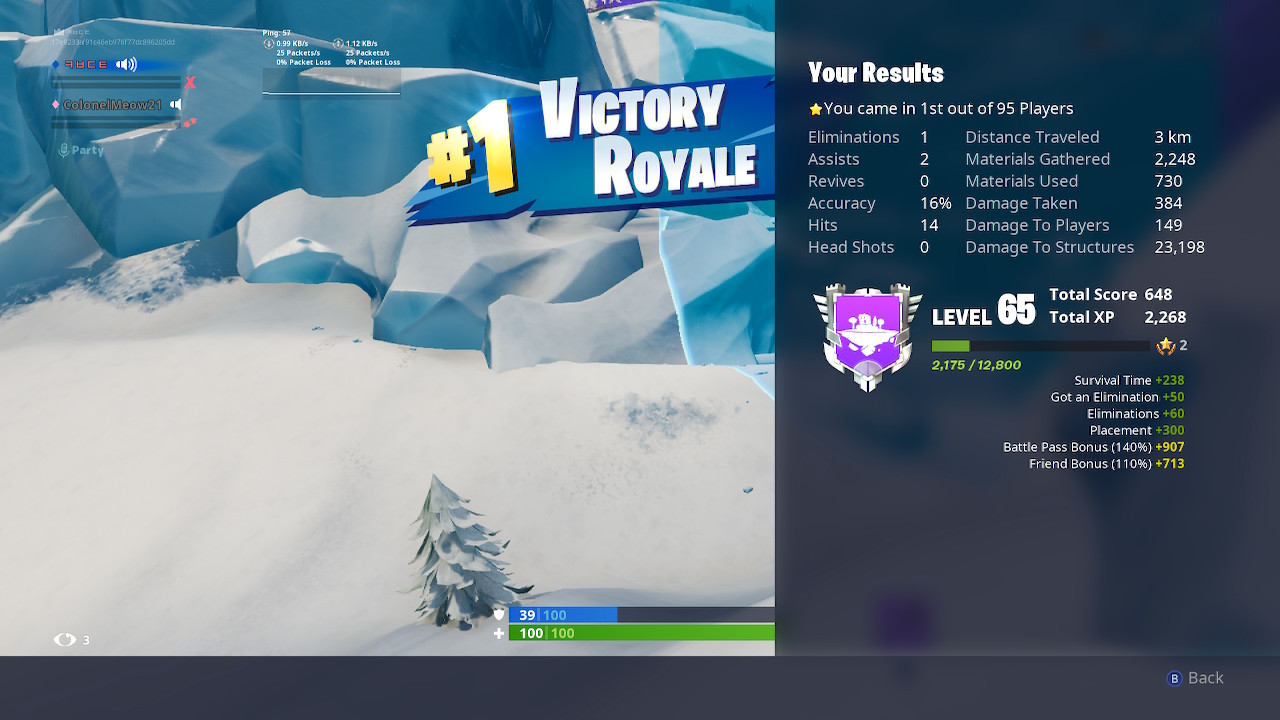 Ping: 57
0.99 KB/s 1.12 KB/s
25 Packets/s 25 Packets/s
0% Packet Loss 0% Packet Loss
ColonelMeow21
Party
#1 VICTORY
ROYALE
Your Results
You came in 1st out of 95 Players
Eliminations 1 Distance Traveled 3 km
Assists 2 Materials Gathered 2,248
Revives 0 Materials Used 730
Accuracy 16% Damage Taken 384
Hits 14 Damage To Players 149
Head Shots 0 Damage To Structures 23,198
LEVEL 65
Total Score 648
Total XP 2,268
2
2,175 / 12,800
Survival Time +238
Got an Elimination +50
Eliminations +60
Placement +300
Battle Pass Bonus (140%) +907
Friend Bonus (110%) +713
39 | 100
100 | 100
3
B Back